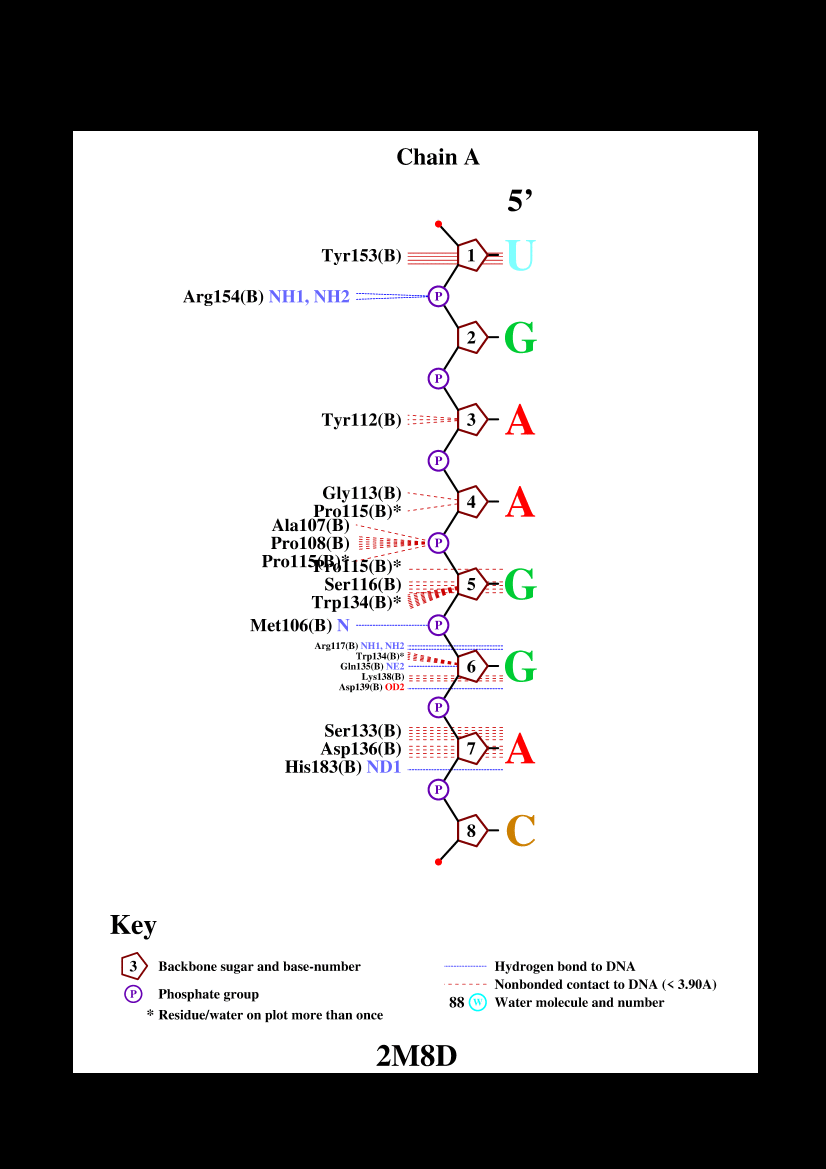 Chain A
5’
Tyr153(B) 1 U
Arg154(B) NH1, NH2 P
2 G
P
Tyr112(B) 3 A
P
Gly113(B)
4 A
Pro115(B)*
Ala107(B)
Pro108(B) P
Pro115(B)*
Pro115(B)*
Ser116(B) 5 G
Trp134(B)*
Met106(B) N P
Arg117(B) NH1, NH2
Trp134(B)*
Gln135(B) NE2 6 G
Lys138(B)
Asp139(B) OD2
P
Ser133(B)
Asp136(B) 7 A
His183(B) ND1
P
8 C
Key
3 Backbone sugar and base-number
P Phosphate group
* Residue/water on plot more than once
Hydrogen bond to DNA
Nonbonded contact to DNA (< 3.90A)
88 W Water molecule and number
2M8D